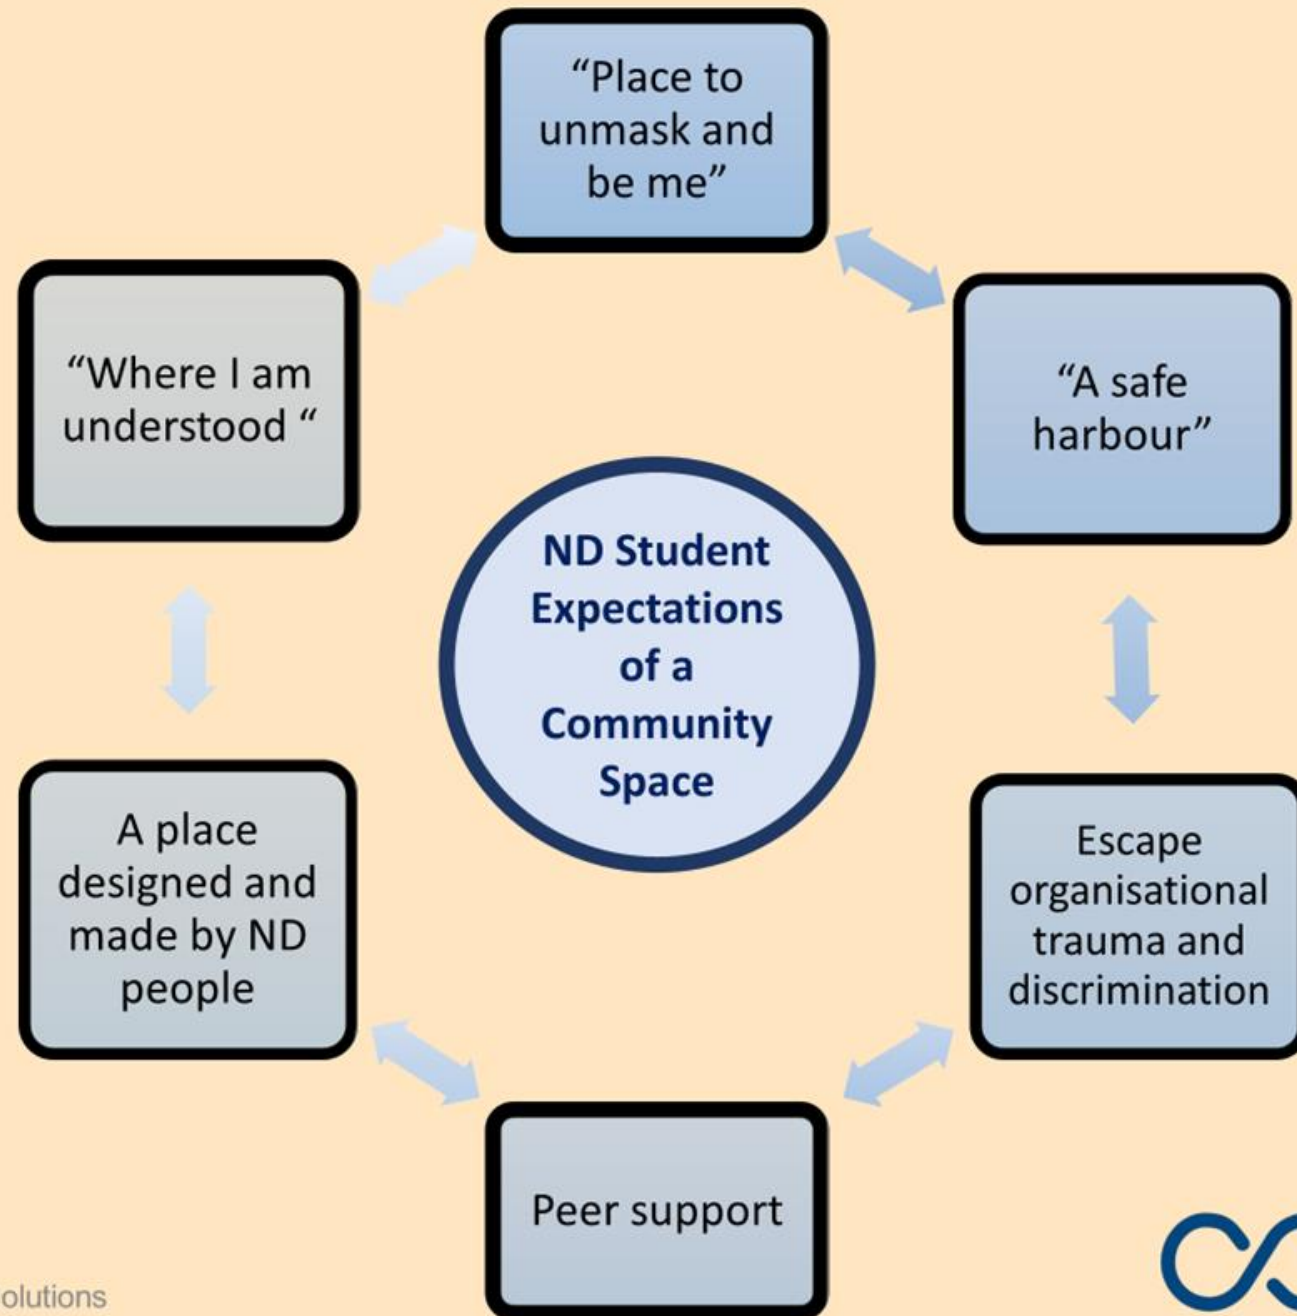 “Place to
unmask and
be me”
“Where I am
understood “
“A safe
harbour”
ND Student
Expectations
of a
Community
Space
A place
designed and
made by ND
people
Escape
organisational
trauma and
discrimination
Peer support
olutions